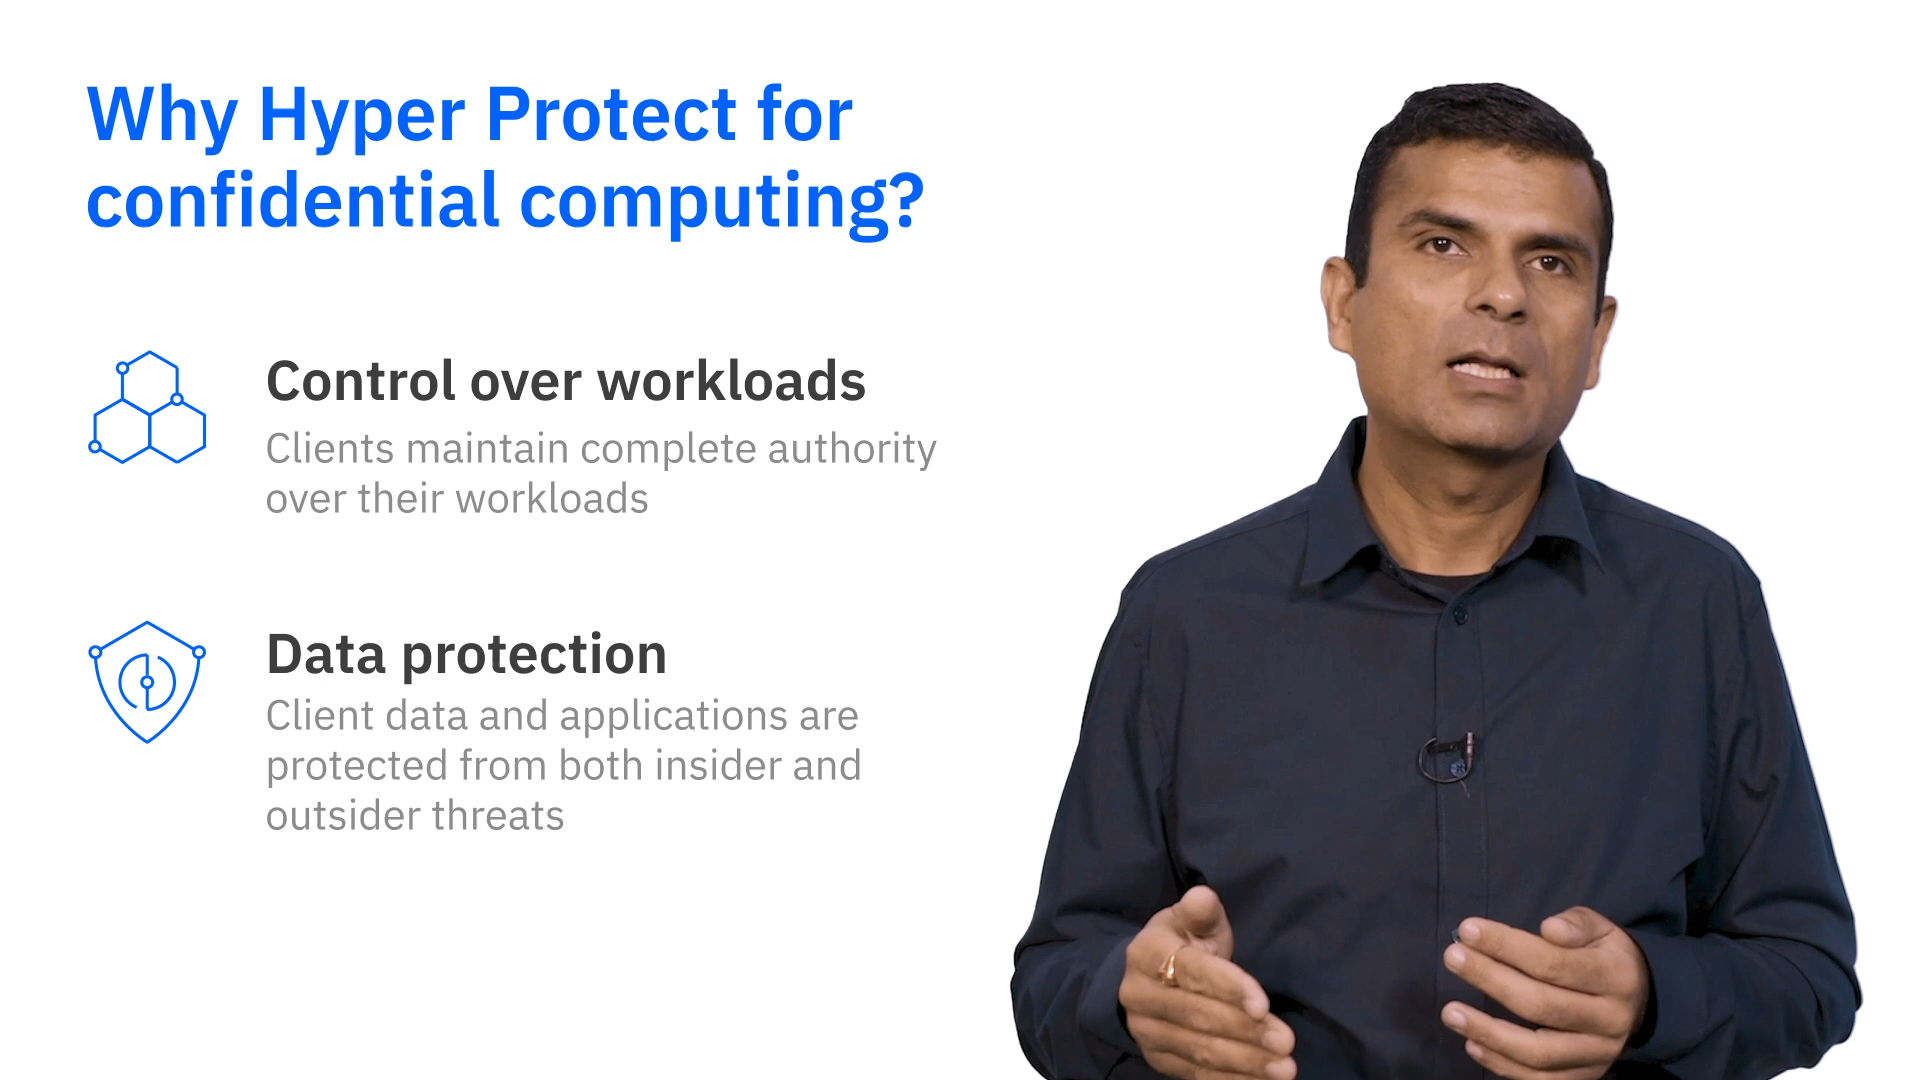 Why Hyper Protect for
confidential computing?
Control over workloads
Clients maintain complete authority
over their workloads
Data protection
Client data and applications are
protected from both insider and
outsider threats